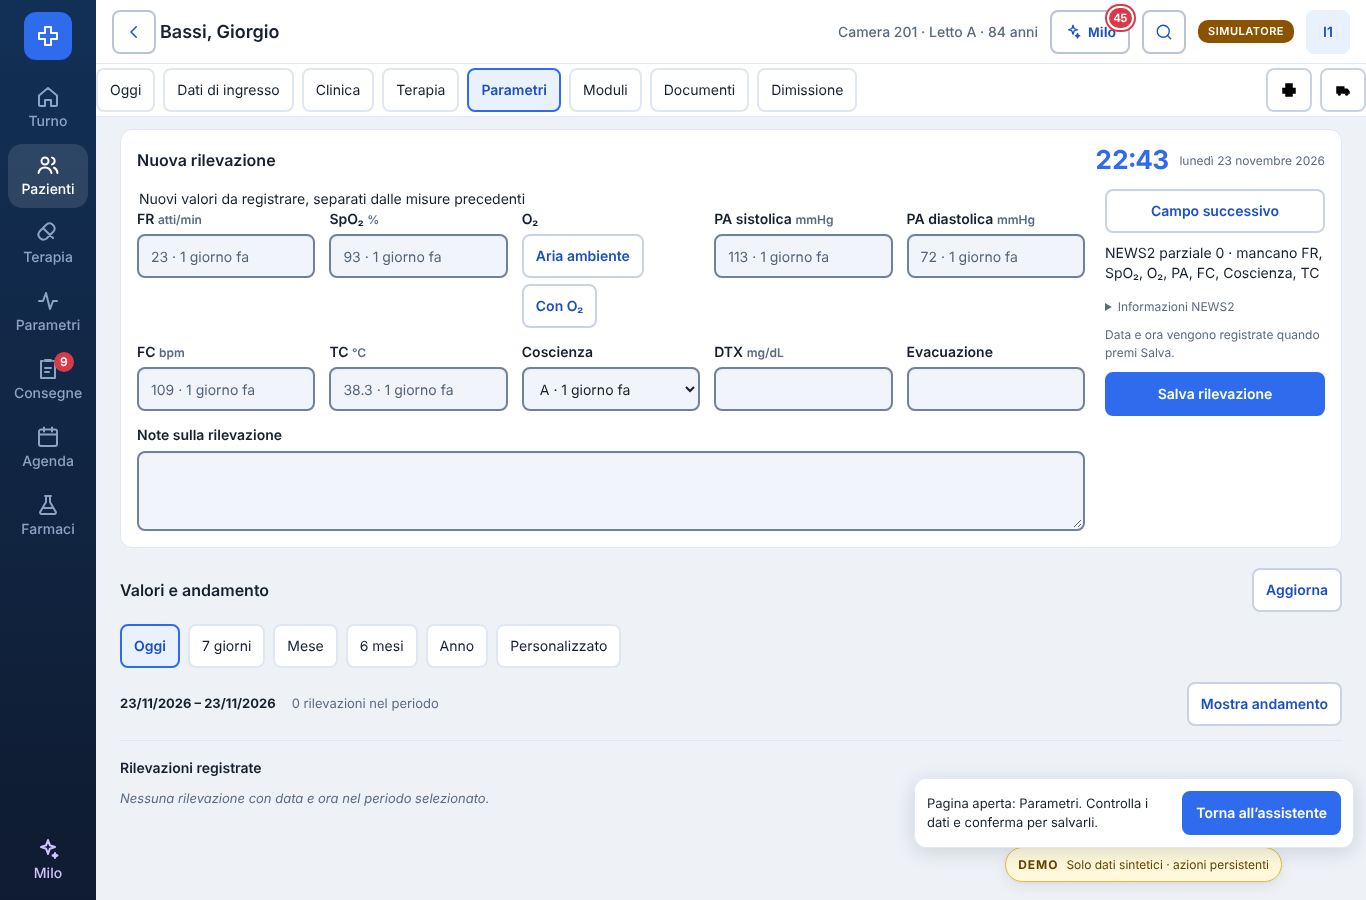 Bassi, Giorgio
Camera 201 · Letto A · 84 anni
Milo
45
SIMULATORE
I1
Turno
Pazienti
Terapia
Parametri
9
Consegne
Agenda
Farmaci
Milo
Oggi
Dati di ingresso
Clinica
Terapia
Parametri
Moduli
Documenti
Dimissione
Nuova rilevazione
22:43 lunedì 23 novembre 2026
Nuovi valori da registrare, separati dalle misure precedenti
FR atti/min
23 · 1 giorno fa
SpO₂ %
93 · 1 giorno fa
O₂
Aria ambiente
Con O₂
PA sistolica mmHg
113 · 1 giorno fa
PA diastolica mmHg
72 · 1 giorno fa
FC bpm
109 · 1 giorno fa
TC °C
38.3 · 1 giorno fa
Coscienza
A · 1 giorno fa
DTX mg/dL
Evacuazione
Note sulla rilevazione
Campo successivo
NEWS2 parziale 0 · mancano FR,
SpO₂, O₂, PA, FC, Coscienza, TC
Informazioni NEWS2
Data e ora vengono registrate quando
premi Salva.
Salva rilevazione
Valori e andamento
Aggiorna
Oggi
7 giorni
Mese
6 mesi
Anno
Personalizzato
23/11/2026 – 23/11/2026
0 rilevazioni nel periodo
Mostra andamento
Rilevazioni registrate
Nessuna rilevazione con data e ora nel periodo selezionato.
Pagina aperta: Parametri. Controlla i
dati e conferma per salvarli.
Torna all’assistente
DEMO Solo dati sintetici · azioni persistenti